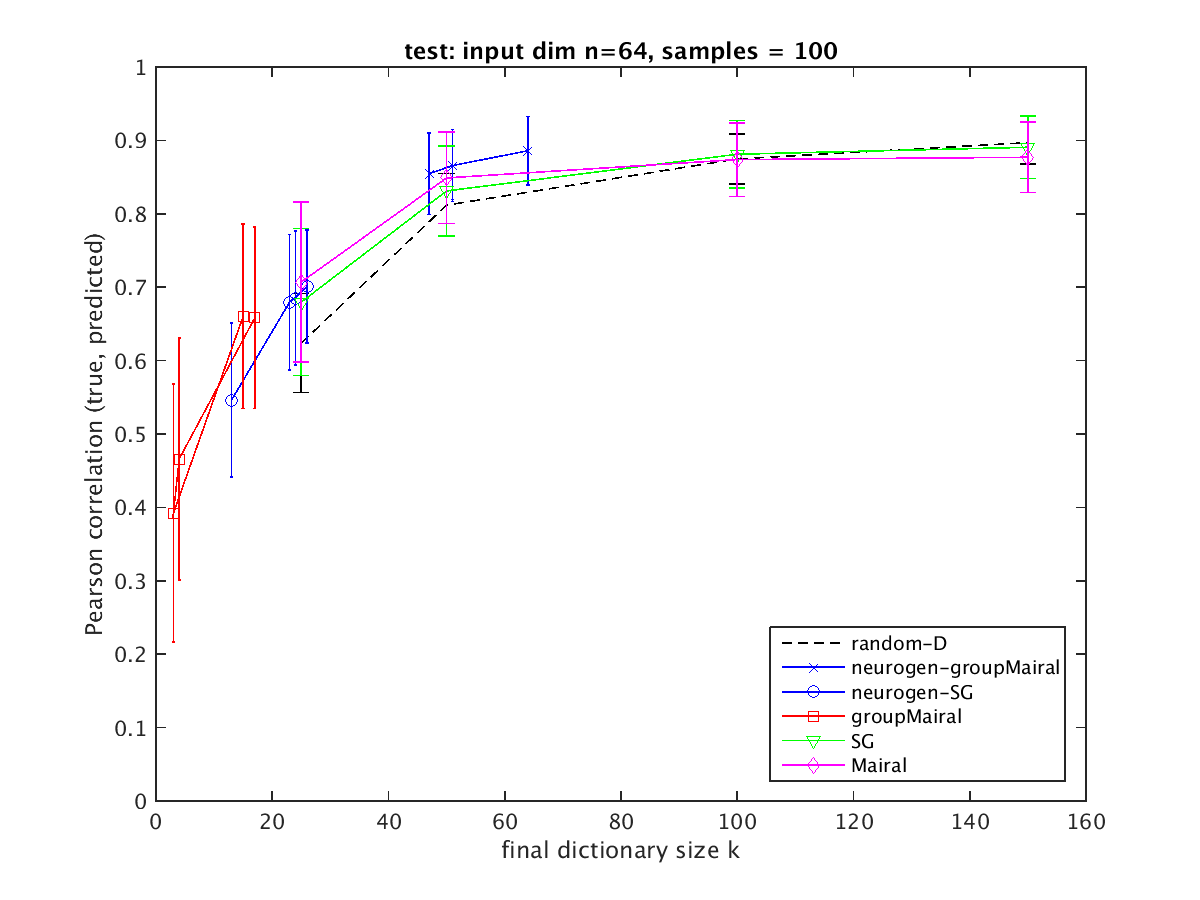 test: input dim n=64, samples = 100
Pearson correlation (true, predicted)
1
0.9
0.8
0.7
0.6
0.5
0.4
0.3
0.2
0.1
0
0 20 40 60 80 100 120 140 160
final dictionary size k
random-D
neurogen-groupMairal
neurogen-SG
groupMairal
SG
Mairal